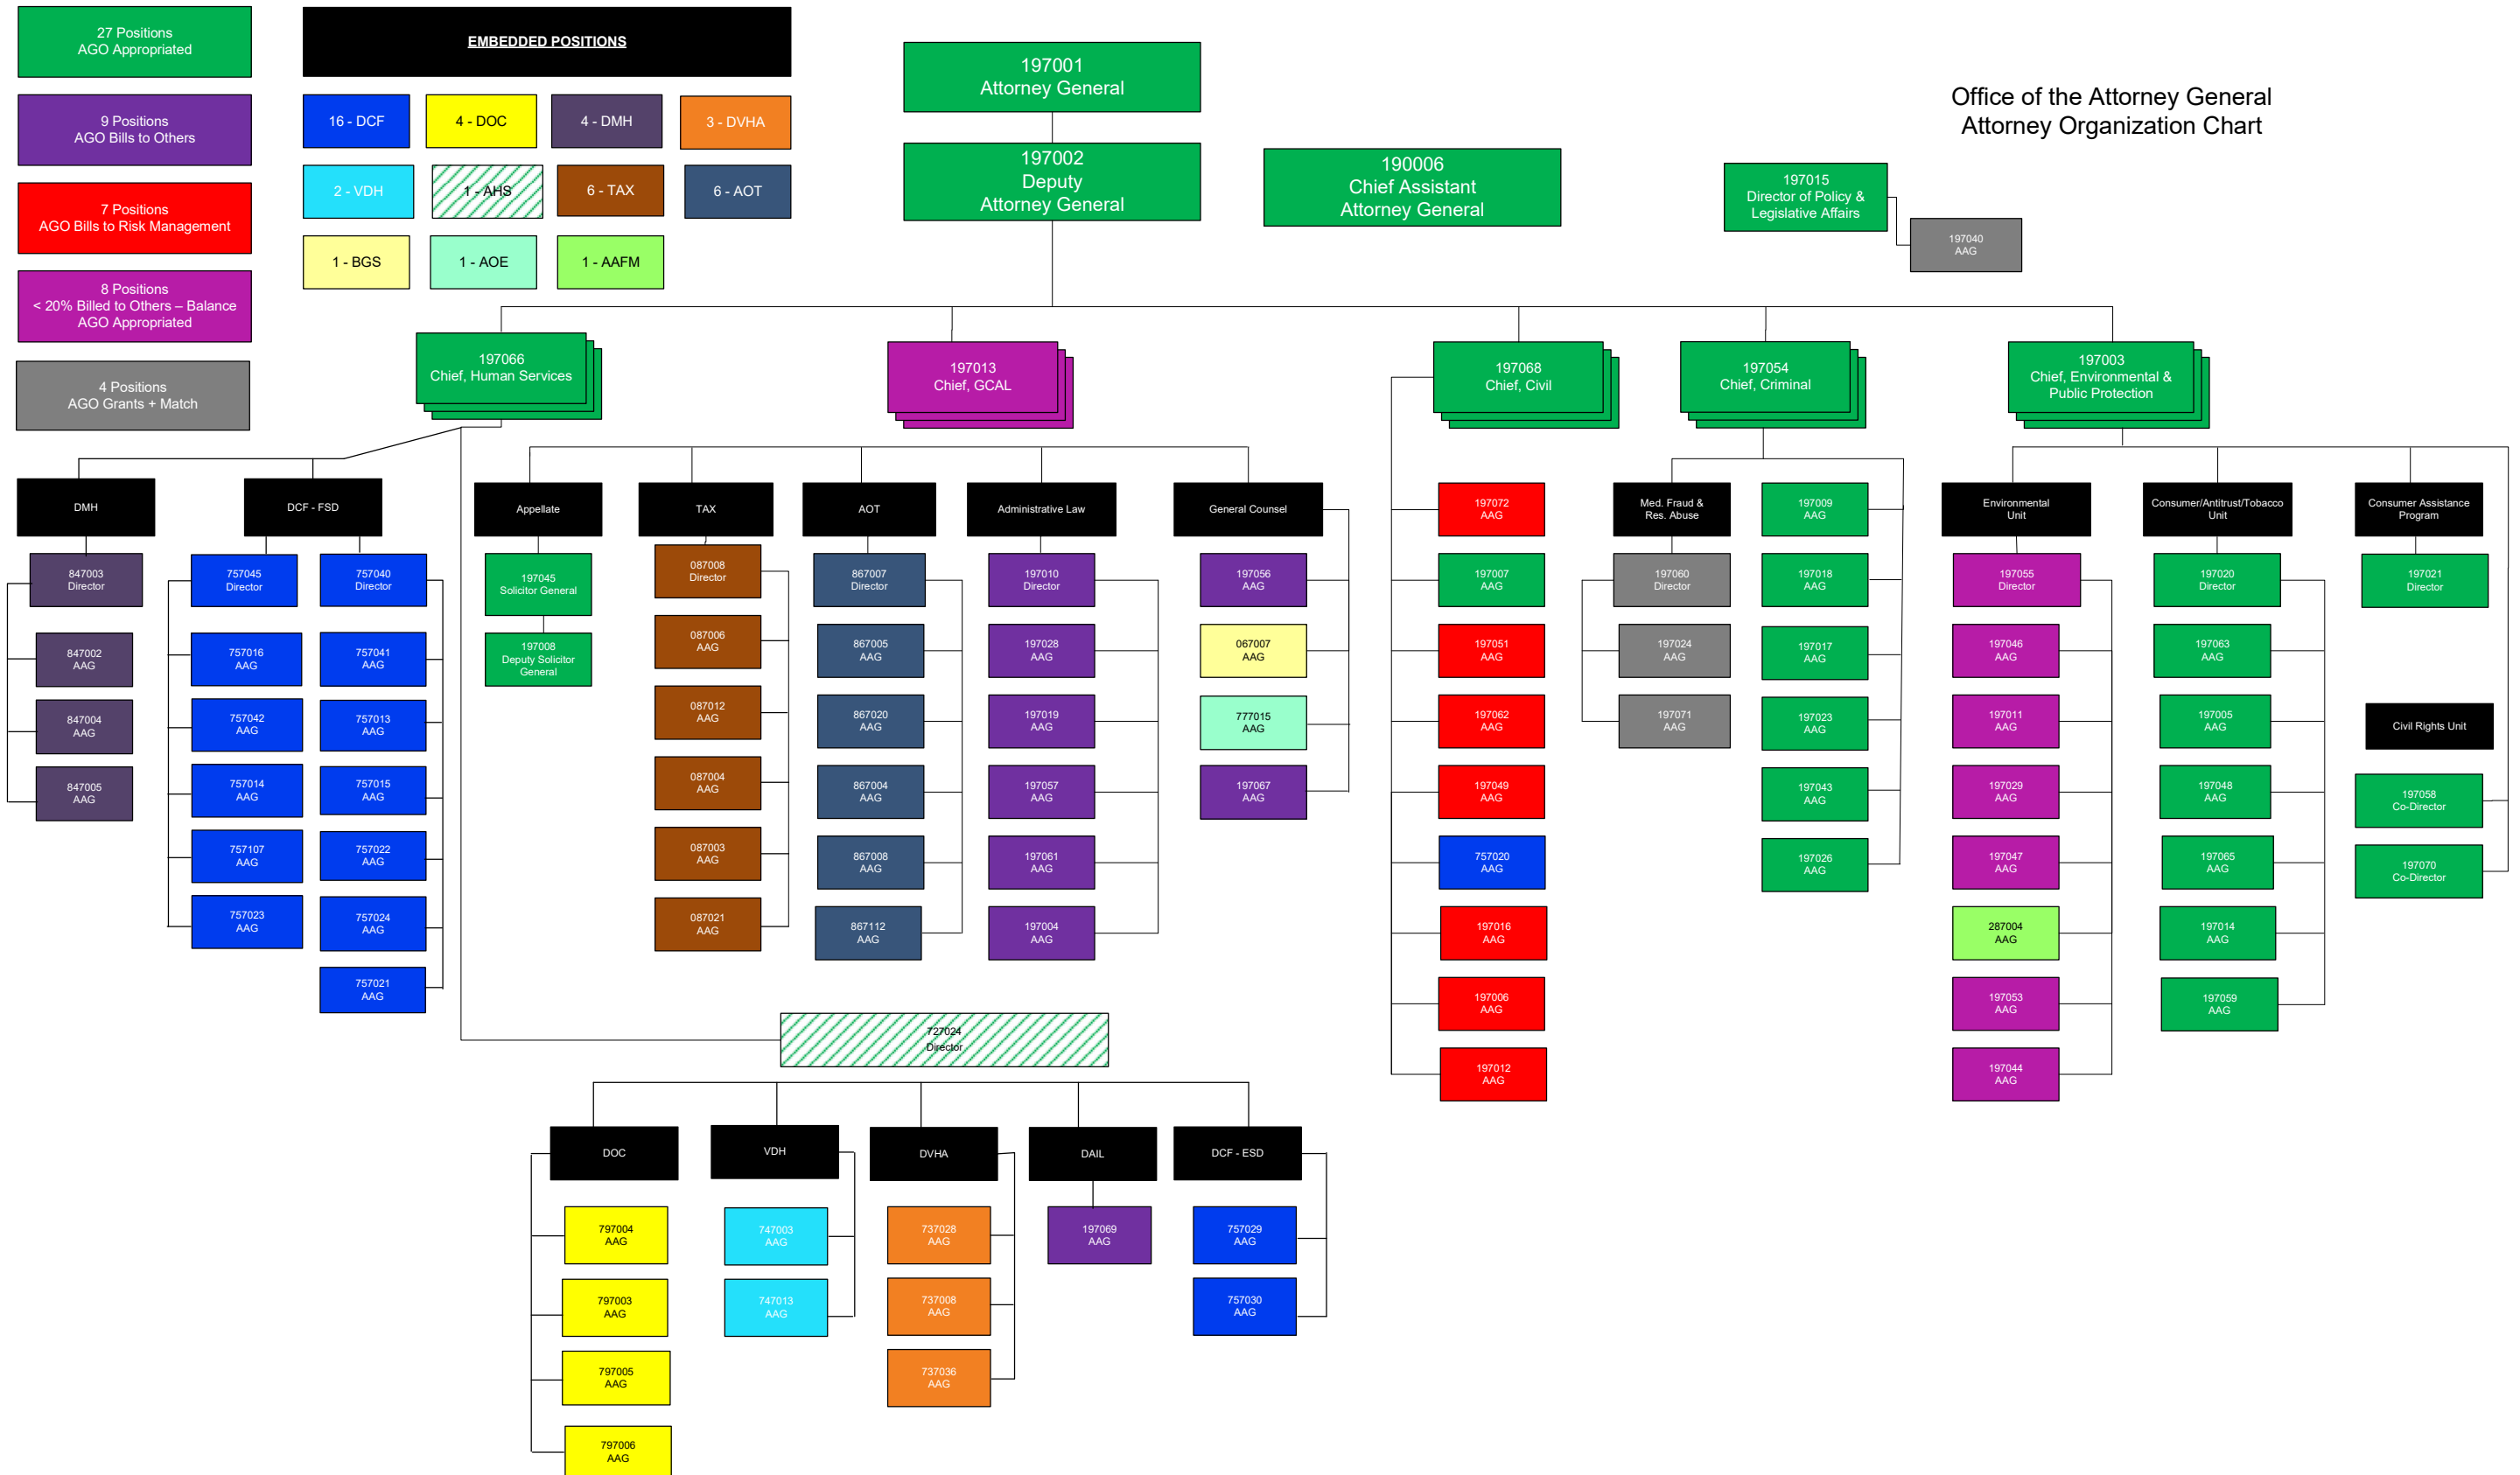 27 Positions
AGO Appropriated
9 Positions
AGO Bills to Others
7 Positions
AGO Bills to Risk Management
8 Positions
< 20% Billed to Others – Balance
AGO Appropriated
4 Positions
AGO Grants + Match
EMBEDDED POSITIONS
16 - DCF
4 - DOC
4 - DMH
3 - DVHA
2 - VDH
1 - AHS
6 - TAX
6 - AOT
1 - BGS
1 - AOE
1 - AAFM
197001
Attorney General
197002
Deputy
Attorney General
190006
Chief Assistant
Attorney General
Office of the Attorney General
Attorney Organization Chart
197015
Director of Policy &
Legislative Affairs
197040
AAG
197066
Chief, Human Services
197013
Chief, GCAL
197068
Chief, Civil
197054
Chief, Criminal
197003
Chief, Environmental &
Public Protection
DMH
847003
Director
847002
AAG
847004
AAG
847005
AAG
DCF - FSD
757045
Director
757016
AAG
757042
AAG
757014
AAG
757107
AAG
757023
AAG
757040
Director
757041
AAG
757013
AAG
757015
AAG
757022
AAG
757024
AAG
757021
AAG
Appellate
197045
Solicitor General
197008
Deputy Solicitor
General
TAX
087008
Director
087006
AAG
087012
AAG
087004
AAG
087003
AAG
087021
AAG
AOT
867007
Director
867005
AAG
867020
AAG
867004
AAG
867008
AAG
867112
AAG
Administrative Law
197010
Director
197028
AAG
197019
AAG
197057
AAG
197061
AAG
197004
AAG
General Counsel
197056
AAG
067007
AAG
777015
AAG
197067
AAG
197072
AAG
197007
AAG
197051
AAG
197062
AAG
197049
AAG
757020
AAG
197016
AAG
197006
AAG
197012
AAG
Med. Fraud &
Res. Abuse
197060
Director
197024
AAG
197071
AAG
197009
AAG
197018
AAG
197017
AAG
197023
AAG
197043
AAG
197026
AAG
Environmental
Unit
197055
Director
197046
AAG
197011
AAG
197029
AAG
197047
AAG
287004
AAG
197053
AAG
197044
AAG
Consumer/Antitrust/Tobacco
Unit
197020
Director
197063
AAG
197005
AAG
197048
AAG
197065
AAG
197014
AAG
197059
AAG
Consumer Assistance
Program
197021
Director
Civil Rights Unit
197058
Co-Director
197070
Co-Director
727024
Director
DOC
797004
AAG
797003
AAG
797005
AAG
797006
AAG
VDH
747003
AAG
747013
AAG
DVHA
737028
AAG
737008
AAG
737036
AAG
DAIL
197069
AAG
DCF - ESD
757029
AAG
757030
AAG